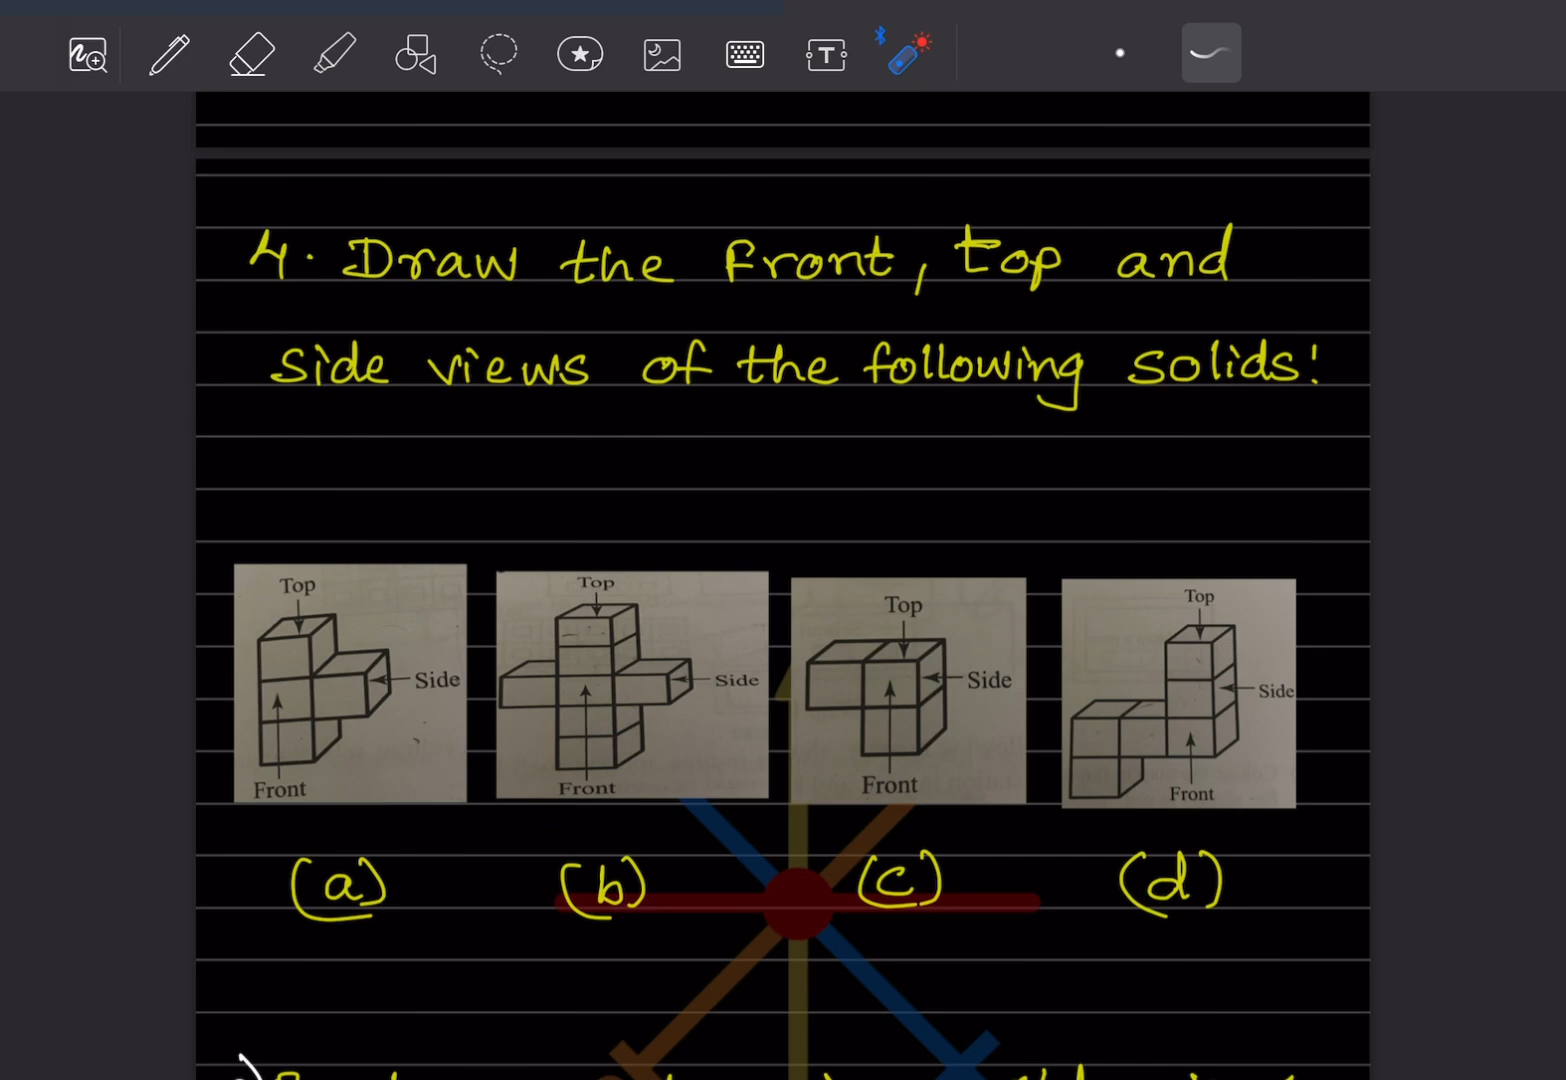 4. Draw the front, top and
side views of the following solids!
Top
Side
Front
Top
Side
Front
Top
Side
Front
Top
Side
Front
(a) (b) (c) (d)